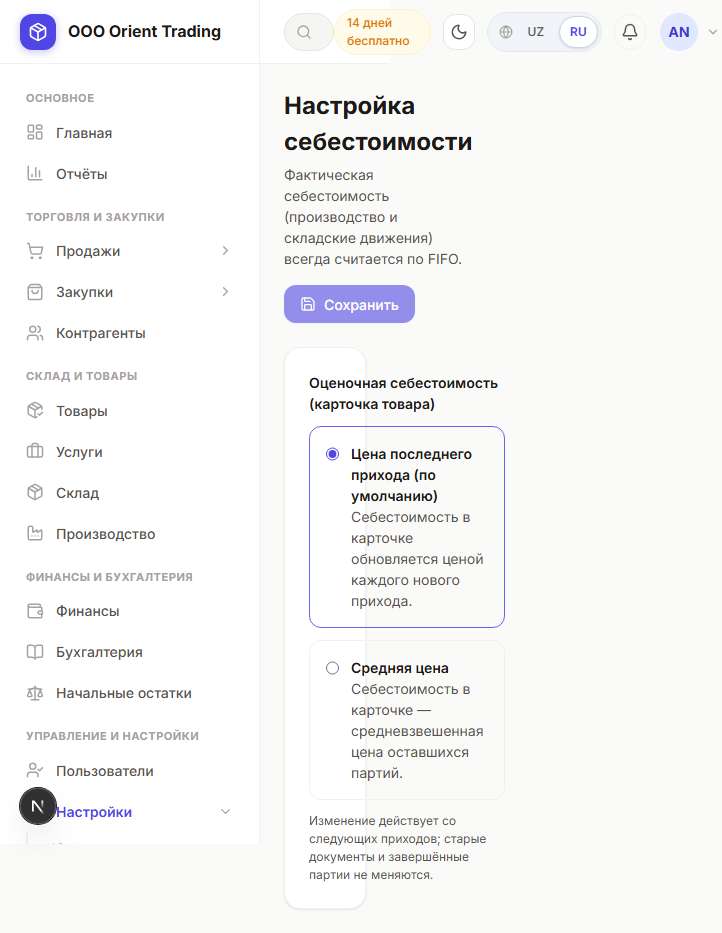 ООО Orient Trading
14 дней
бесплатно
UZ
RU
AN
ОСНОВНОЕ
Главная
Отчёты
ТОРГОВЛЯ И ЗАКУПКИ
Продажи
Закупки
Контрагенты
СКЛАД И ТОВАРЫ
Товары
Услуги
Склад
Производство
ФИНАНСЫ И БУХГАЛТЕРИЯ
Финансы
Бухгалтерия
Начальные остатки
УПРАВЛЕНИЕ И НАСТРОЙКИ
Пользователи
N
Настройки
Настройка
себестоимости
Фактическая
себестоимость
(производство и
складские движения)
всегда считается по FIFO.
Сохранить
Оценочная себестоимость
(карточка товара)
Цена последнего
прихода (по
умолчанию)
Себестоимость в
карточке
обновляется ценой
каждого нового
прихода.
Средняя цена
Себестоимость в
карточке —
средневзвешенная
цена оставшихся
партий.
Изменение действует со
следующих приходов; старые
документы и завершённые
партии не меняются.